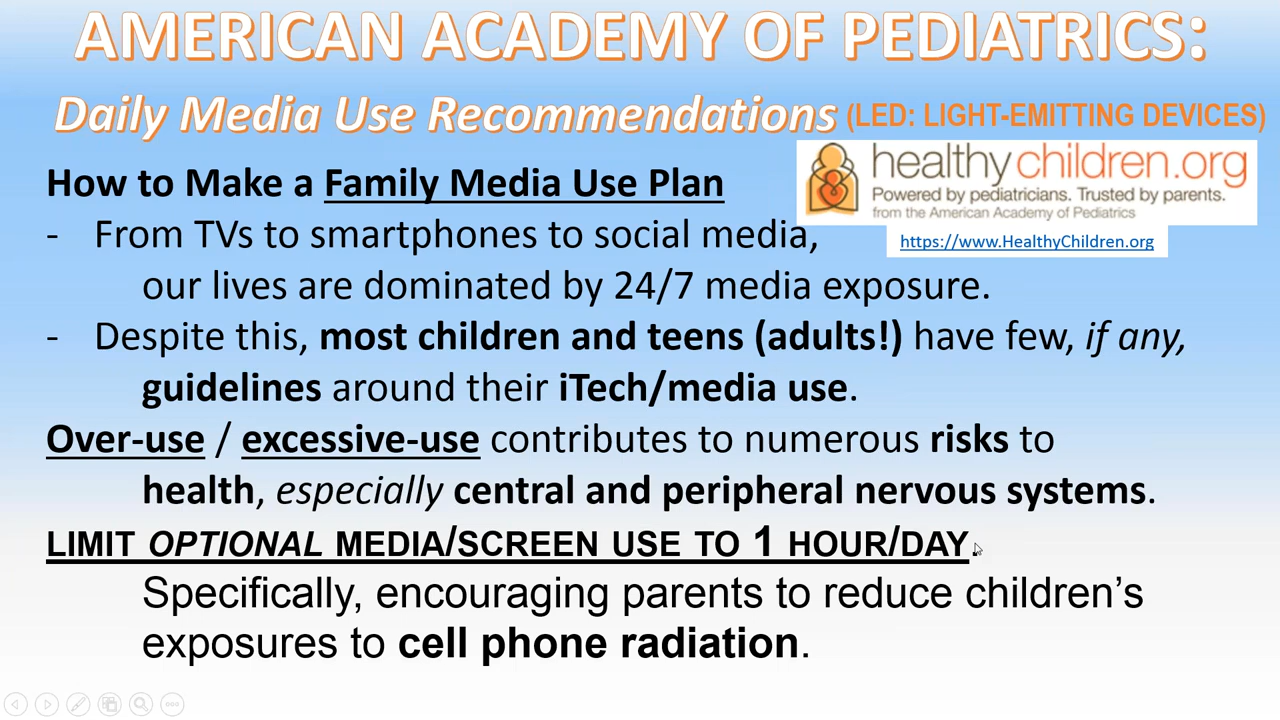 AMERICAN ACADEMY OF PEDIATRICS:
Daily Media Use Recommendations (LED: LIGHT-EMITTING DEVICES)
healthychildren.org
Powered by pediatricians. Trusted by parents.
from the American Academy of Pediatrics
https://www.HealthyChildren.org
How to Make a Family Media Use Plan
- From TVs to smartphones to social media,
our lives are dominated by 24/7 media exposure.
- Despite this, most children and teens (adults!) have few, if any,
guidelines around their iTech/media use.
Over-use / excessive-use contributes to numerous risks to
health, especially central and peripheral nervous systems.
LIMIT OPTIONAL MEDIA/SCREEN USE TO 1 HOUR/DAY.
Specifically, encouraging parents to reduce children's
exposures to cell phone radiation.